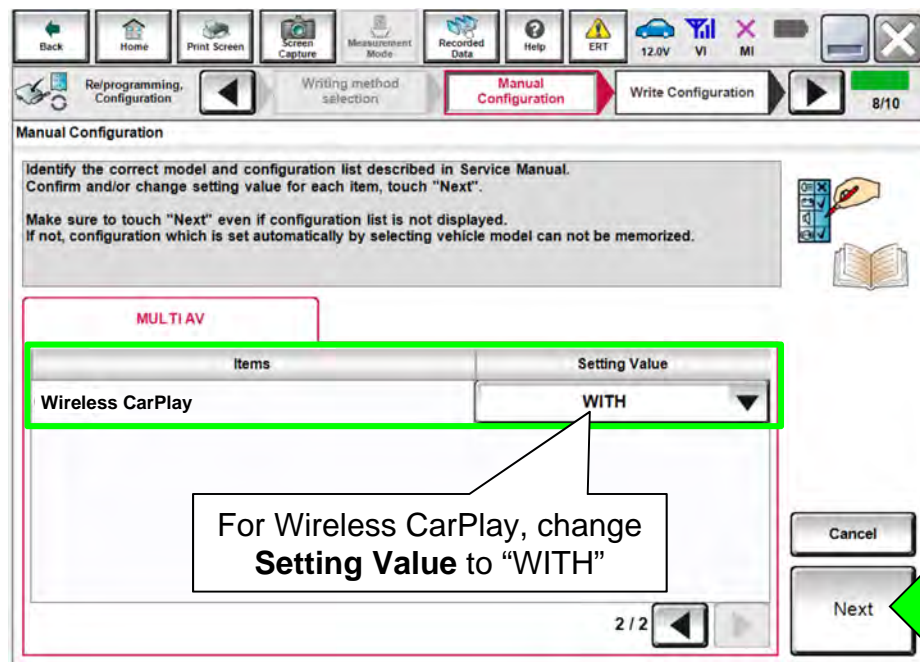 Back
Home
Print Screen
Screen
Capture
Measurement
Mode
Recorded
Data
Help
ERT
12.0V
VI
MI
Re/programming,
Configuration
Writing method
selection
Manual
Configuration
Write Configuration
8/10
Manual Configuration
Identify the correct model and configuration list described in Service Manual.
Confirm and/or change setting value for each item, touch "Next".
Make sure to touch "Next" even if configuration list is not displayed.
If not, configuration which is set automatically by selecting vehicle model can not be memorized.
MULTI AV
Items
Setting Value
Wireless CarPlay
WITH
For Wireless CarPlay, change
Setting Value to “WITH”
Cancel
Next
2 / 2